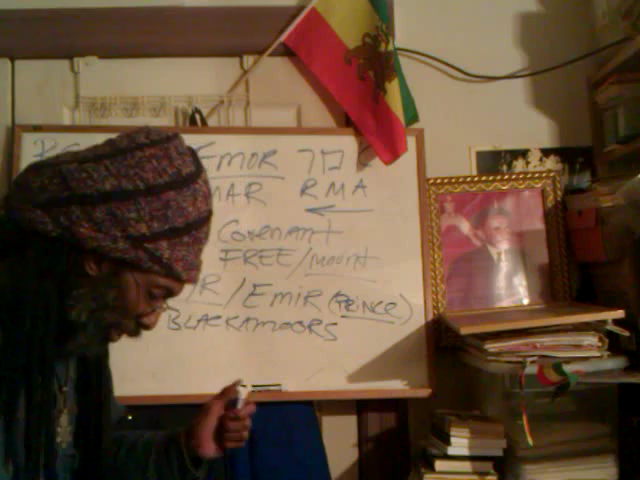 EMOR
MAR RMA ←
Covenant
FREE/mount
R/Emir (PRINCE)
BLACKAMOORS